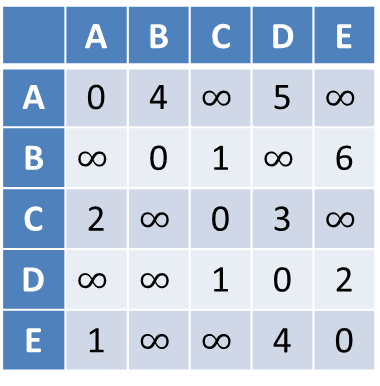 A B C D E
A 0 4 ∞ 5 ∞
B ∞ 0 1 ∞ 6
C 2 ∞ 0 3 ∞
D ∞ ∞ 1 0 2
E 1 ∞ ∞ 4 0